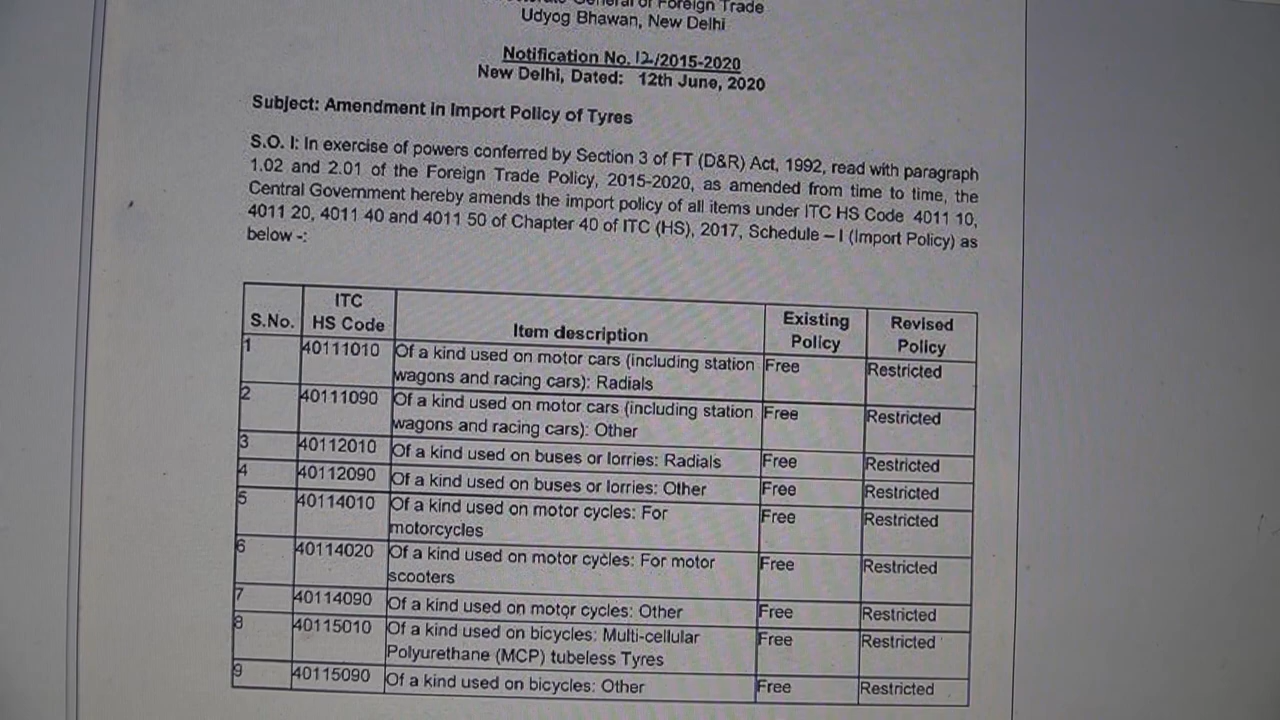 General of Foreign Trade
Udyog Bhawan, New Delhi
Notification No. 12/2015-2020
New Delhi, Dated: 12th June, 2020
Subject: Amendment in Import Policy of Tyres
S.O. I: In exercise of powers conferred by Section 3 of FT (D&R) Act, 1992, read with paragraph
1.02 and 2.01 of the Foreign Trade Policy, 2015-2020, as amended from time to time, the
Central Government hereby amends the import policy of all items under ITC HS Code 4011 10,
4011 20, 4011 40 and 4011 50 of Chapter 40 of ITC (HS), 2017, Schedule – I (Import Policy) as
below -:
S.No. ITC HS Code Item description Existing Policy Revised Policy
1 40111010 Of a kind used on motor cars (including station Free Restricted
wagons and racing cars): Radials
2 40111090 Of a kind used on motor cars (including station Free Restricted
wagons and racing cars): Other
3 40112010 Of a kind used on buses or lorries: Radials Free Restricted
4 40112090 Of a kind used on buses or lorries: Other Free Restricted
5 40114010 Of a kind used on motor cycles: For Free Restricted
motorcycles
6 40114020 Of a kind used on motor cycles: For motor Free Restricted
scooters
7 40114090 Of a kind used on motor cycles: Other Free Restricted
8 40115010 Of a kind used on bicycles: Multi-cellular Free Restricted
Polyurethane (MCP) tubeless Tyres
9 40115090 Of a kind used on bicycles: Other Free Restricted